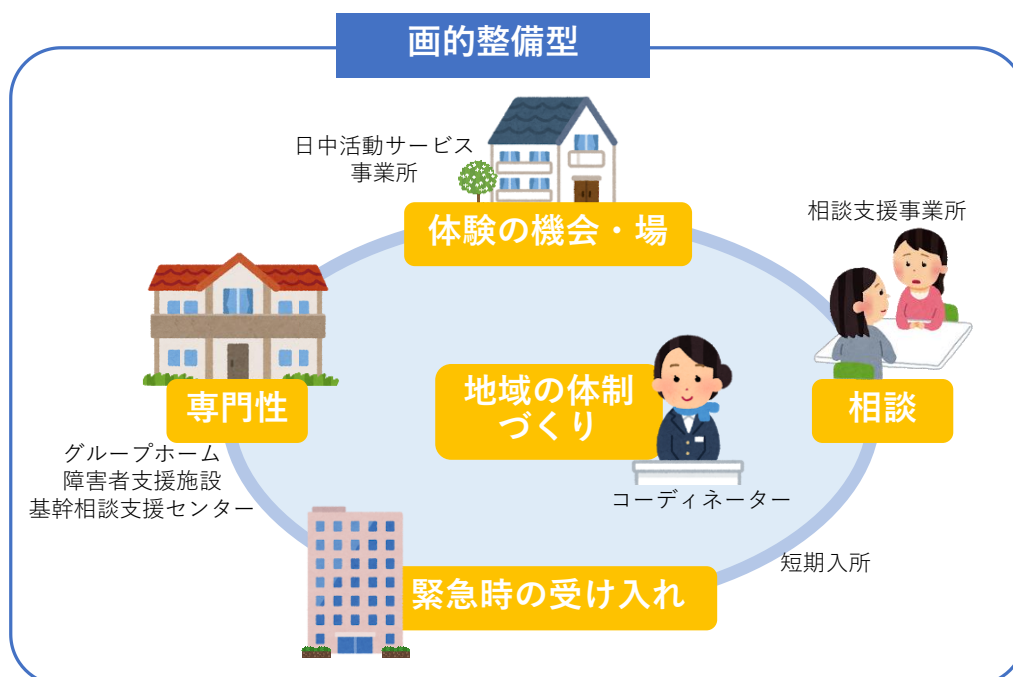 画的整備型
日中活動サービス
事業所
体験の機会・場
相談支援事業所
専門性
地域の体制
づくり
相談
グループホーム
障害者支援施設
基幹相談支援センター
コーディネーター
短期入所
緊急時の受け入れ